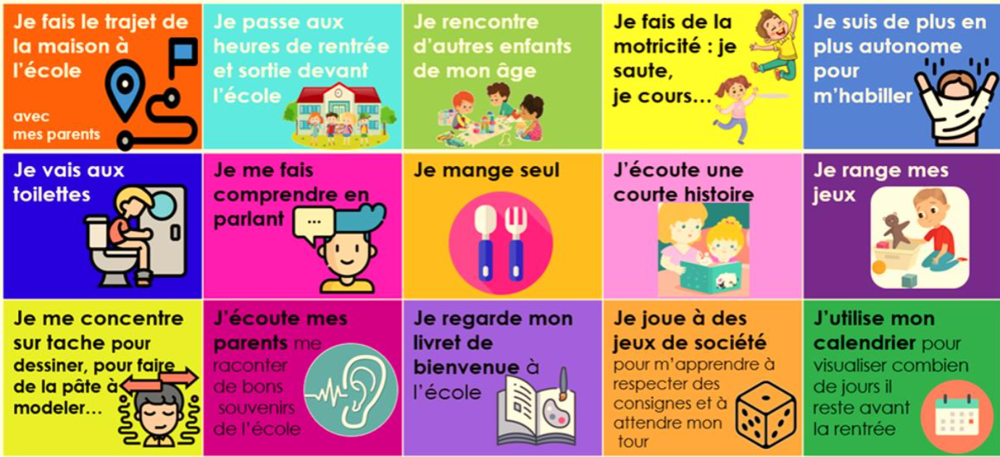 Je fais le trajet de
la maison à
l'école
avec
mes parents
Je passe aux
heures de rentrée
et sortie devant
l'école
Je rencontre
d'autres enfants
de mon âge
Je fais de la
motricité : je
saute,
je cours...
Je suis de plus en
plus autonome
pour
m'habiller
Je vais aux
toilettes
Je me fais
comprendre en
parlant
...
Je mange seul
J'écoute une
courte histoire
Je range mes
jeux
Je me concentre
sur tache pour
dessiner, pour faire
de la pâte à
modeler...
J'écoute mes
parents me
raconter
de bons
souvenirs
de l'école
Je regarde mon
livret de
bienvenue à
l'école
Je joue à des
jeux de société
pour m'apprendre à
respecter des
consignes et à
attendre mon
tour
J'utilise mon
calendrier pour
visualiser combien
de jours il
reste avant
la rentrée